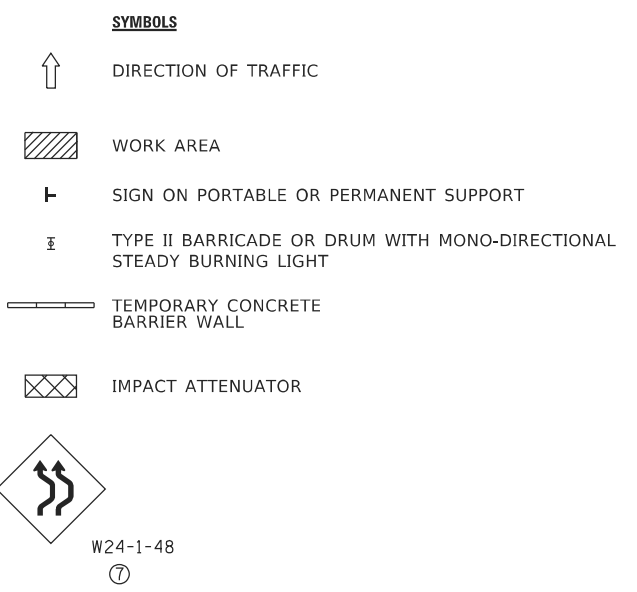 SYMBOLS
DIRECTION OF TRAFFIC
WORK AREA
SIGN ON PORTABLE OR PERMANENT SUPPORT
TYPE II BARRICADE OR DRUM WITH MONO-DIRECTIONAL
STEADY BURNING LIGHT
TEMPORARY CONCRETE
BARRIER WALL
IMPACT ATTENUATOR
W24-1-48
7